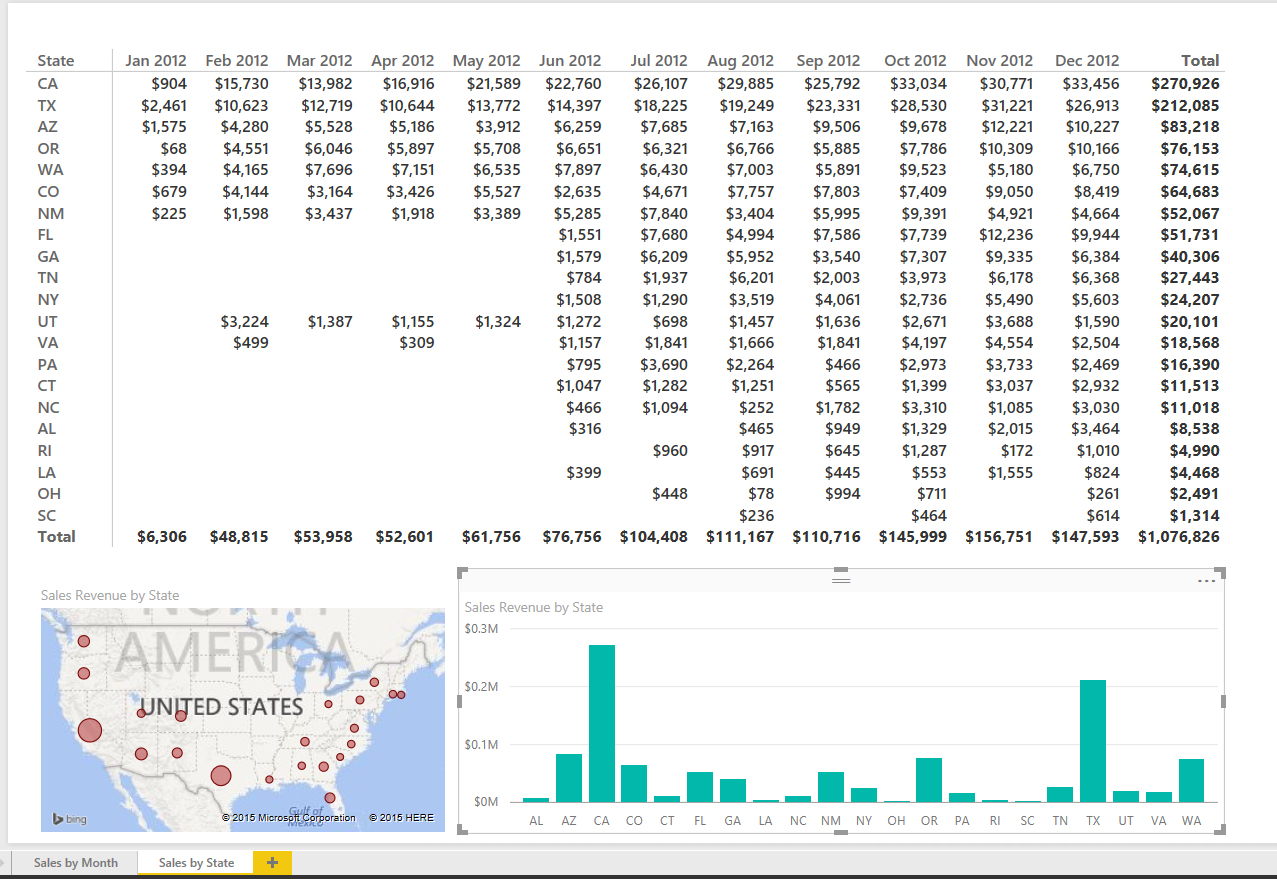 State Jan 2012 Feb 2012 Mar 2012 Apr 2012 May 2012 Jun 2012 Jul 2012 Aug 2012 Sep 2012 Oct 2012 Nov 2012 Dec 2012 Total
CA $904 $15,730 $13,982 $16,916 $21,589 $22,760 $26,107 $29,885 $25,792 $33,034 $30,771 $33,456 $270,926
TX $2,461 $10,623 $12,719 $10,644 $13,772 $14,397 $18,225 $19,249 $23,331 $28,530 $31,221 $26,913 $212,085
AZ $1,575 $4,280 $5,528 $5,186 $3,912 $6,259 $7,685 $7,163 $9,506 $9,678 $12,221 $10,227 $83,218
OR $68 $4,551 $6,046 $5,897 $5,708 $6,651 $6,321 $6,766 $5,885 $7,786 $10,309 $10,166 $76,153
WA $394 $4,165 $7,696 $7,151 $6,535 $7,897 $6,430 $7,003 $5,891 $9,523 $5,180 $6,750 $74,615
CO $679 $4,144 $3,164 $3,426 $5,527 $2,635 $4,671 $7,757 $7,803 $7,409 $9,050 $8,419 $64,683
NM $225 $1,598 $3,437 $1,918 $3,389 $5,285 $7,840 $3,404 $5,995 $9,391 $4,921 $4,664 $52,067
FL $1,551 $7,680 $4,994 $7,586 $7,739 $12,236 $9,944 $51,731
GA $1,579 $6,209 $5,952 $3,540 $7,307 $9,335 $6,384 $40,306
TN $784 $1,937 $6,201 $2,003 $3,973 $6,178 $6,368 $27,443
NY $1,508 $1,290 $3,519 $4,061 $2,736 $5,490 $5,603 $24,207
UT $3,224 $1,387 $1,155 $1,324 $1,272 $698 $1,457 $1,636 $2,671 $3,688 $1,590 $20,101
VA $499 $309 $1,157 $1,841 $1,666 $1,841 $4,197 $4,554 $2,504 $18,568
PA $795 $3,690 $2,264 $466 $2,973 $3,733 $2,469 $16,390
CT $1,047 $1,282 $1,251 $565 $1,399 $3,037 $2,932 $11,513
NC $466 $1,094 $252 $1,782 $3,310 $1,085 $3,030 $11,018
AL $316 $465 $949 $1,329 $2,015 $3,464 $8,538
RI $960 $917 $645 $1,287 $172 $1,010 $4,990
LA $399 $691 $445 $553 $1,555 $824 $4,468
OH $448 $78 $994 $711 $261 $2,491
SC $236 $464 $614 $1,314
Total $6,306 $48,815 $53,958 $52,601 $61,756 $76,756 $104,408 $111,167 $110,716 $145,999 $156,751 $147,593 $1,076,826
Sales Revenue by State
NORTH
AMERICA
UNITED STATES
Gulf of
Mexico
bing
© 2015 Microsoft Corporation © 2015 HERE
Sales Revenue by State
$0.3M
$0.2M
$0.1M
$0M
AL AZ CA CO CT FL GA LA NC NM NY OH OR PA RI SC TN TX UT VA WA
Sales by Month Sales by State +